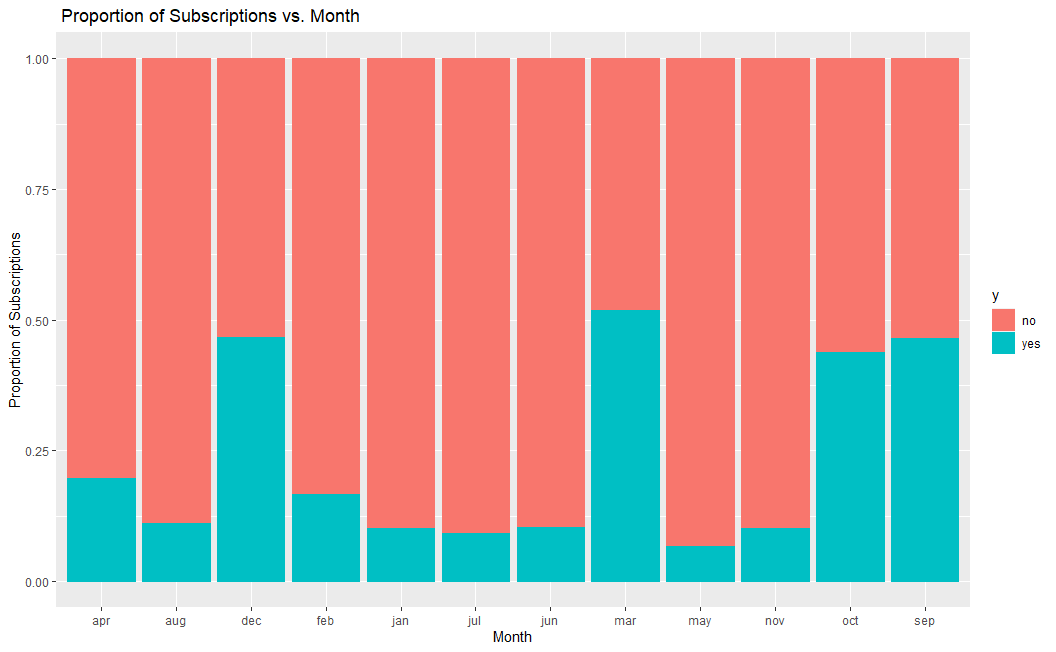 Proportion of Subscriptions vs. Month
Proportion of Subscriptions
1.00
0.75
0.50
0.25
0.00
apr aug dec feb jan jul jun mar may nov oct sep
Month
y
no
yes